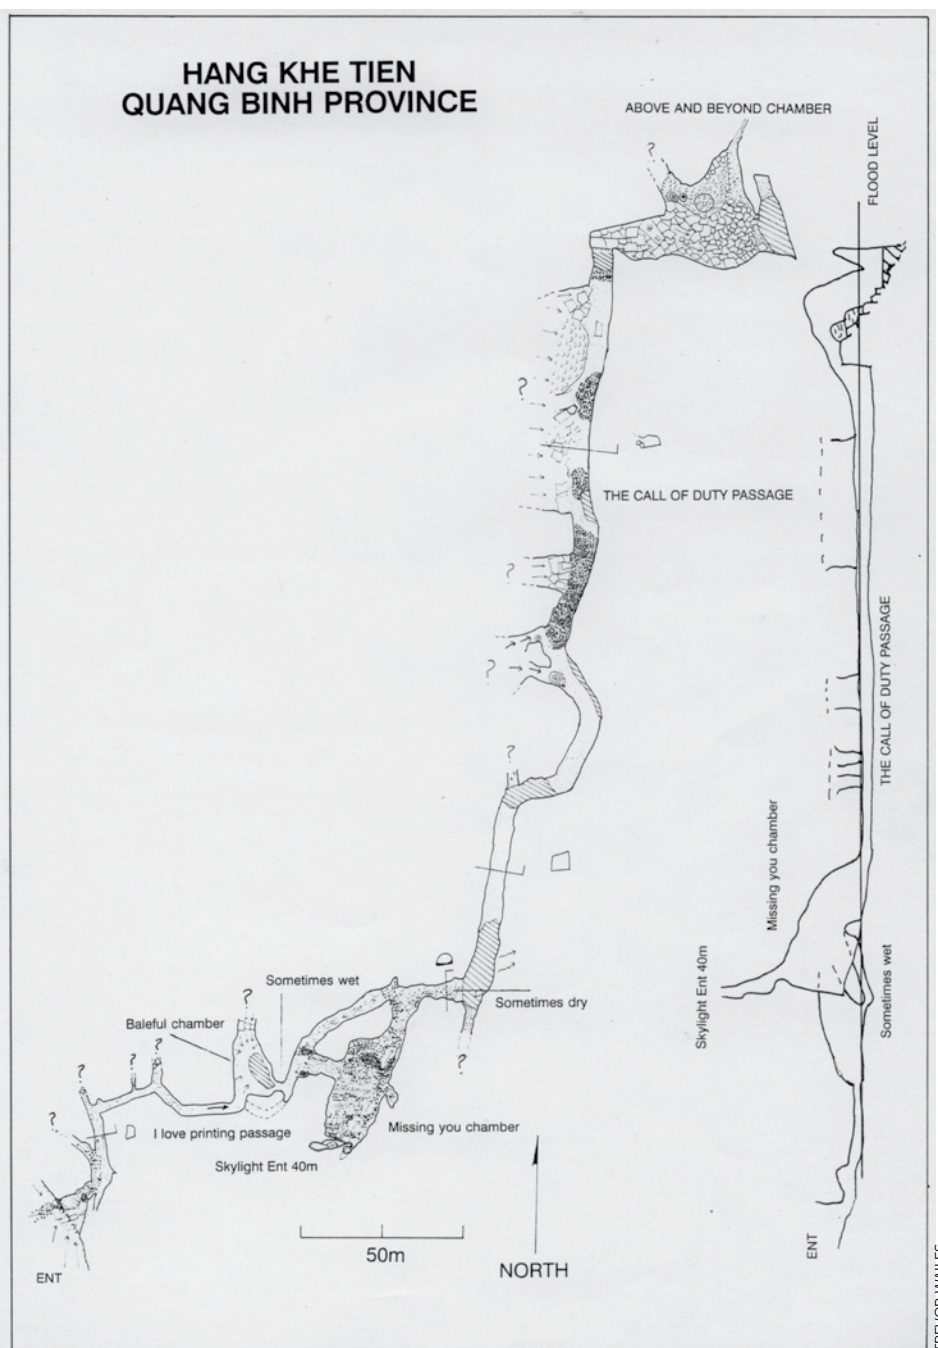 HANG KHE TIEN
QUANG BINH PROVINCE
ABOVE AND BEYOND CHAMBER
FLOOD LEVEL
?
?
THE CALL OF DUTY PASSAGE
?
?
THE CALL OF DUTY PASSAGE
?
Missing you chamber
Skylight Ent 40m
Sometimes wet
Sometimes wet
Sometimes dry
?
Baleful chamber
?
?
?
?
?
I love printing passage
Missing you chamber
Skylight Ent 40m
ENT
50m
NORTH
ENT
TREVOR WAILES